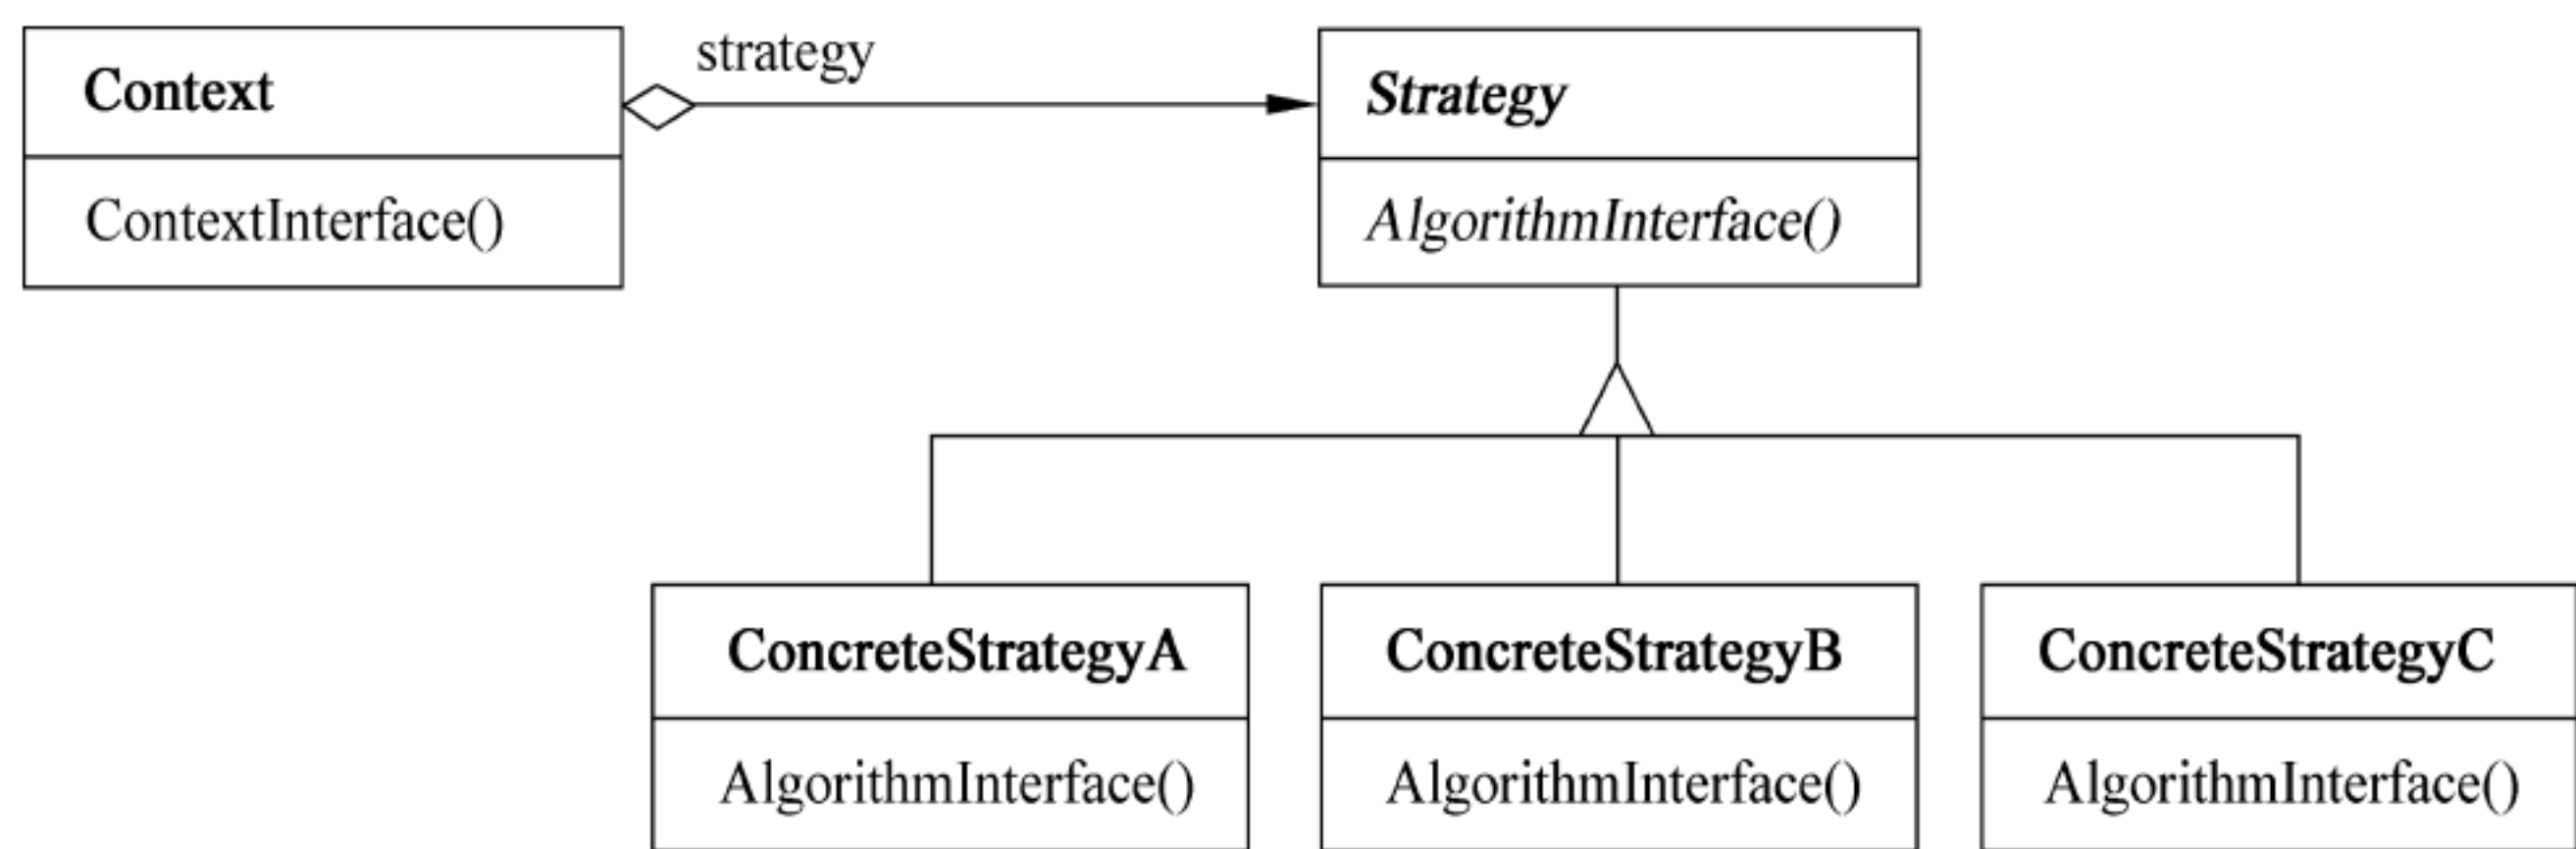 strategy
Context
Strategy
ContextInterface()
AlgorithmInterface()
ConcreteStrategyA
ConcreteStrategyB
ConcreteStrategyC
AlgorithmInterface()
AlgorithmInterface()
AlgorithmInterface()